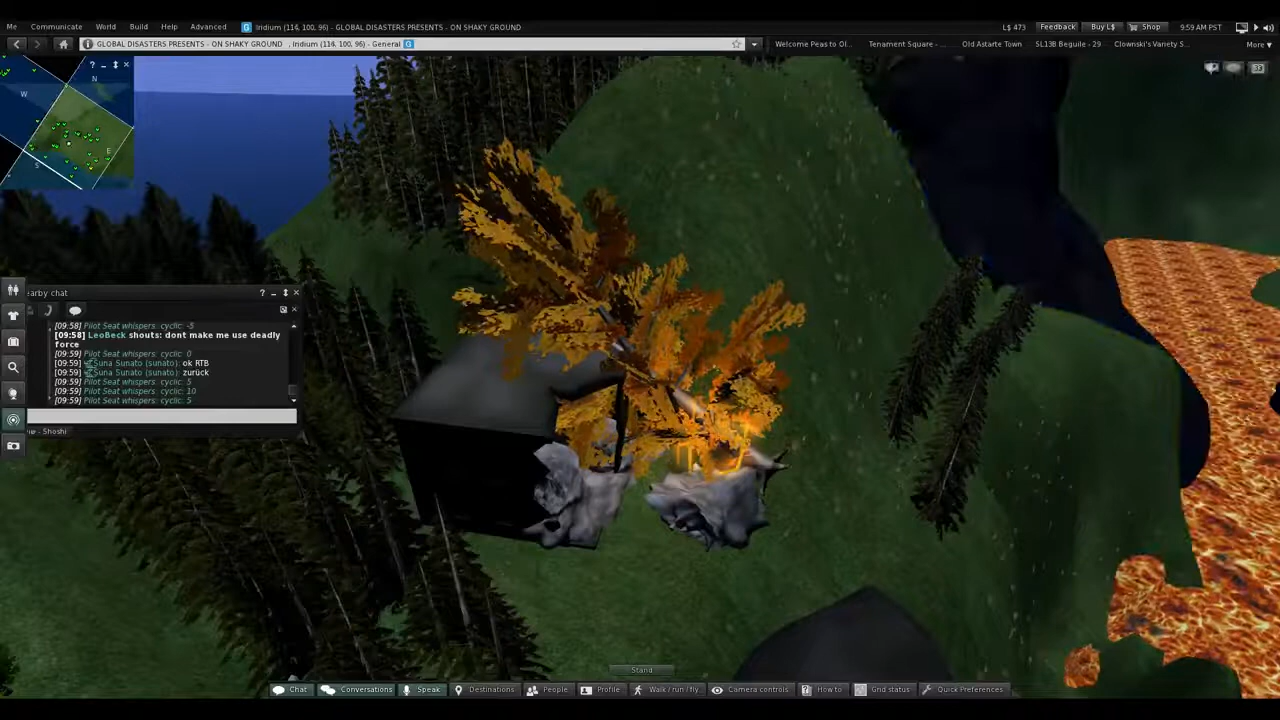 Me Communicate World Build Help Advanced Iridium (114, 100, 96) - GLOBAL DISASTERS PRESENTS - ON SHAKY GROUND L$ 473 Feedback Buy L$ Shop 9:59 AM PST
GLOBAL DISASTERS PRESENTS - ON SHAKY GROUND , Iridium (114, 100, 96) - General G Welcome Peas to Ol... Tenament Square - ... Old Astarte Town SL13B Beguile - 29 Clownski's Variety S... More ▼
N
W
E
S
earby chat
[09:58] Pilot Seat whispers: cyclic: -5
[09:58] LeoBeck shouts: dont make me use deadly
force
[09:59] Pilot Seat whispers: cyclic: 0
[09:59] Suna Sunato (sunato): ok RTB
[09:59] Suna Sunato (sunato): zurück
[09:59] Pilot Seat whispers: cyclic: 5
[09:59] Pilot Seat whispers: cyclic: 10
[09:59] Pilot Seat whispers: cyclic: 5
- Shoshi
Stand
Chat Conversations Speak Destinations People Profile Walk / run / fly Camera controls How to Grid status Quick Preferences